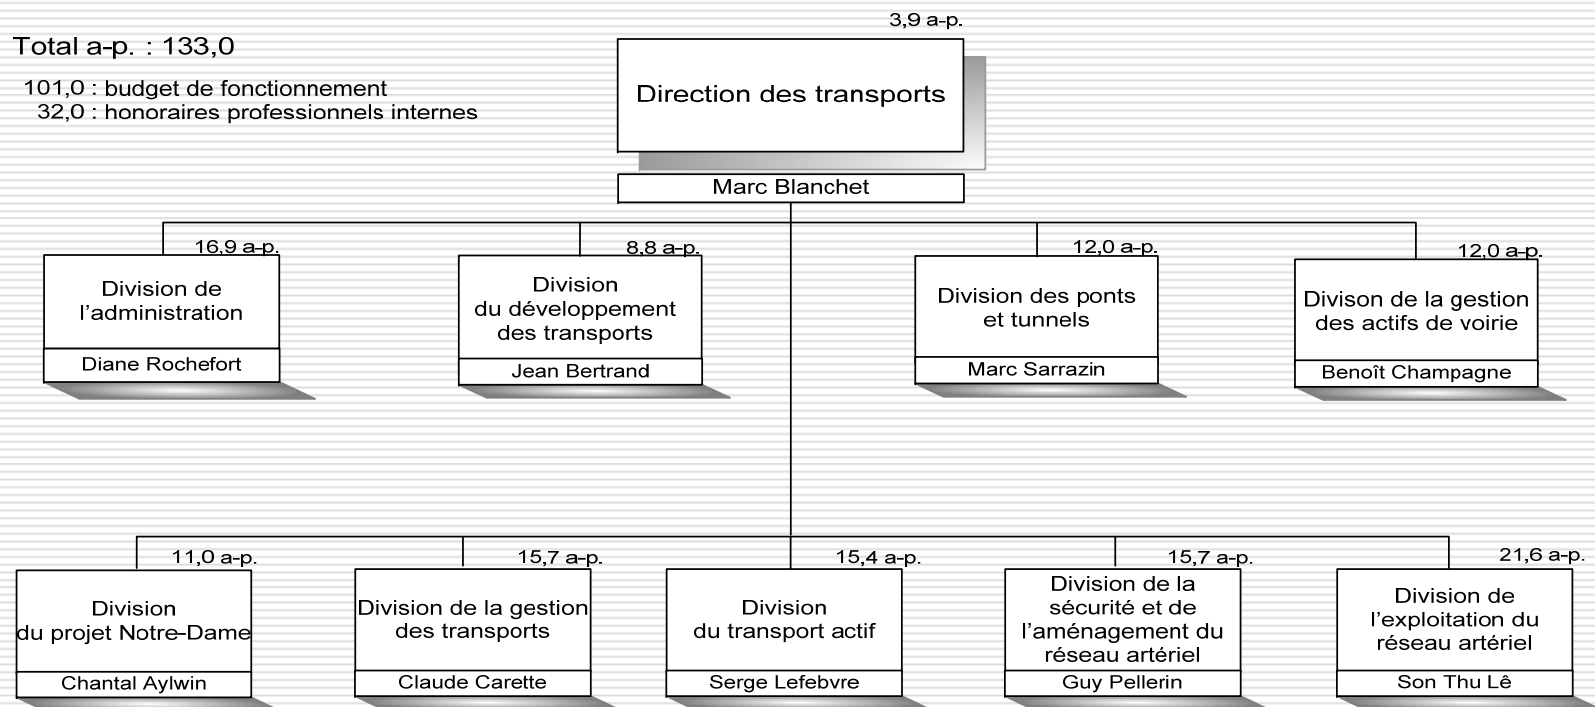 3,9 a-p.
Total a-p. : 133,0
101,0 : budget de fonctionnement
32,0 : honoraires professionnels internes
Direction des transports
Marc Blanchet
16,9 a-p.
Division de
l'administration
Diane Rochefort
8,8 a-p.
Division
du développement
des transports
Jean Bertrand
12,0 a-p.
Division des ponts
et tunnels
Marc Sarrazin
12,0 a-p.
Divison de la gestion
des actifs de voirie
Benoît Champagne
11,0 a-p.
Division
du projet Notre-Dame
Chantal Aylwin
15,7 a-p.
Division de la gestion
des transports
Claude Carette
15,4 a-p.
Division
du transport actif
Serge Lefebvre
15,7 a-p.
Division de la
sécurité et de
l'aménagement du
réseau artériel
Guy Pellerin
21,6 a-p.
Division de
l'exploitation du
réseau artériel
Son Thu Lê